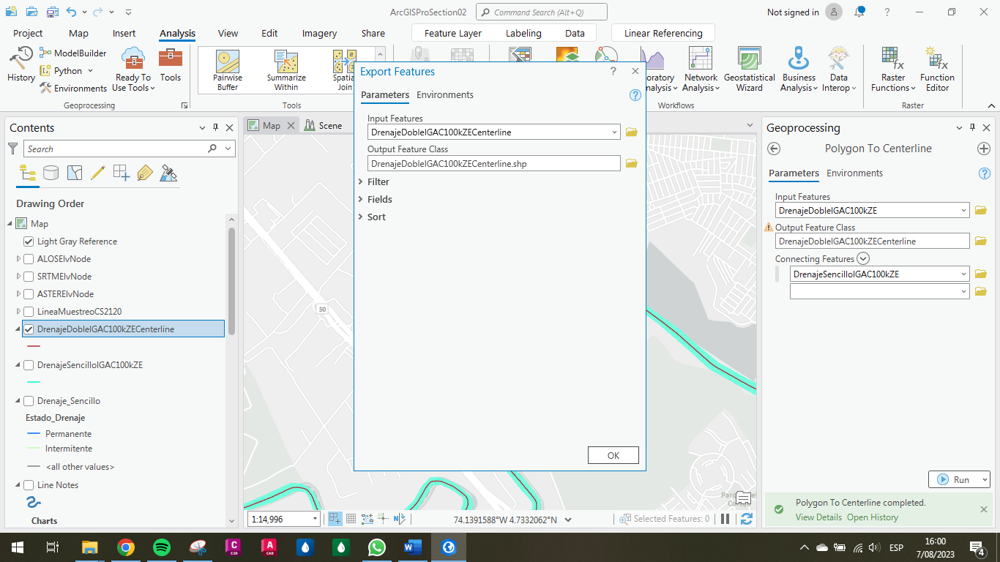 ArcGISProSection02
Command Search (Alt+Q)
Not signed in
?
Project
Map
Insert
Analysis
View
Edit
Imagery
Share
Feature Layer
Labeling
Data
Linear Referencing
History
ModelBuilder
Python
Environments
Ready To
Use Tools
Tools
Geoprocessing
Pairwise
Buffer
Summarize
Within
Spatia
Join
Tools
oratory
nalysis
Network
Analysis
Geostatistical
Wizard
Business
Analysis
Data
Interop
Workflows
Raster
Functions
Function
Editor
Raster
Contents
Search
Drawing Order
Map
Light Gray Reference
ALOSElvNode
SRTMElvNode
ASTERElvNode
LineaMuestreoCS2120
DrenajeDobleIGAC100kZECenterline
DrenajeSencilloIGAC100kZE
Drenaje_Sencillo
Estado_Drenaje
Permanente
Intermitente
<all other values>
Line Notes
Charts
Map
Scene
50
Export Features
?
Parameters
Environments
Input Features
DrenajeDobleIGAC100kZECenterline
Output Feature Class
DrenajeDobleIGAC100kZECenterline.shp
Filter
Fields
Sort
OK
1:14,996
74.1391588°W 4.7332062°N
Selected Features: 0
Geoprocessing
Polygon To Centerline
Parameters
Environments
Input Features
DrenajeDobleIGAC100kZE
Output Feature Class
DrenajeDobleIGAC100kZECenterline
Connecting Features
DrenajeSencilloIGAC100kZE
Run
Polygon To Centerline completed.
View Details Open History
ESP
16:00
7/08/2023
4